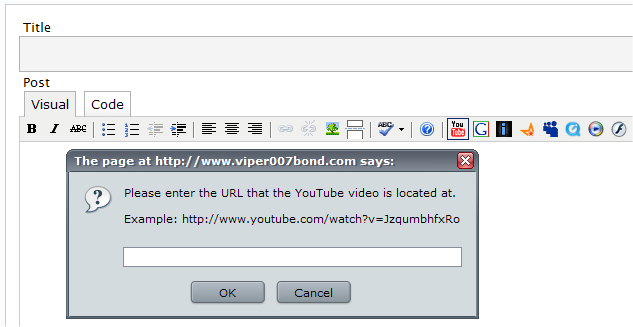 Title
Post
Visual Code
B I ABC ABC You Tube G
The page at http://www.viper007bond.com says:
Please enter the URL that the YouTube video is located at.
Example: http://www.youtube.com/watch?v=JzqumbhfxRo
OK Cancel